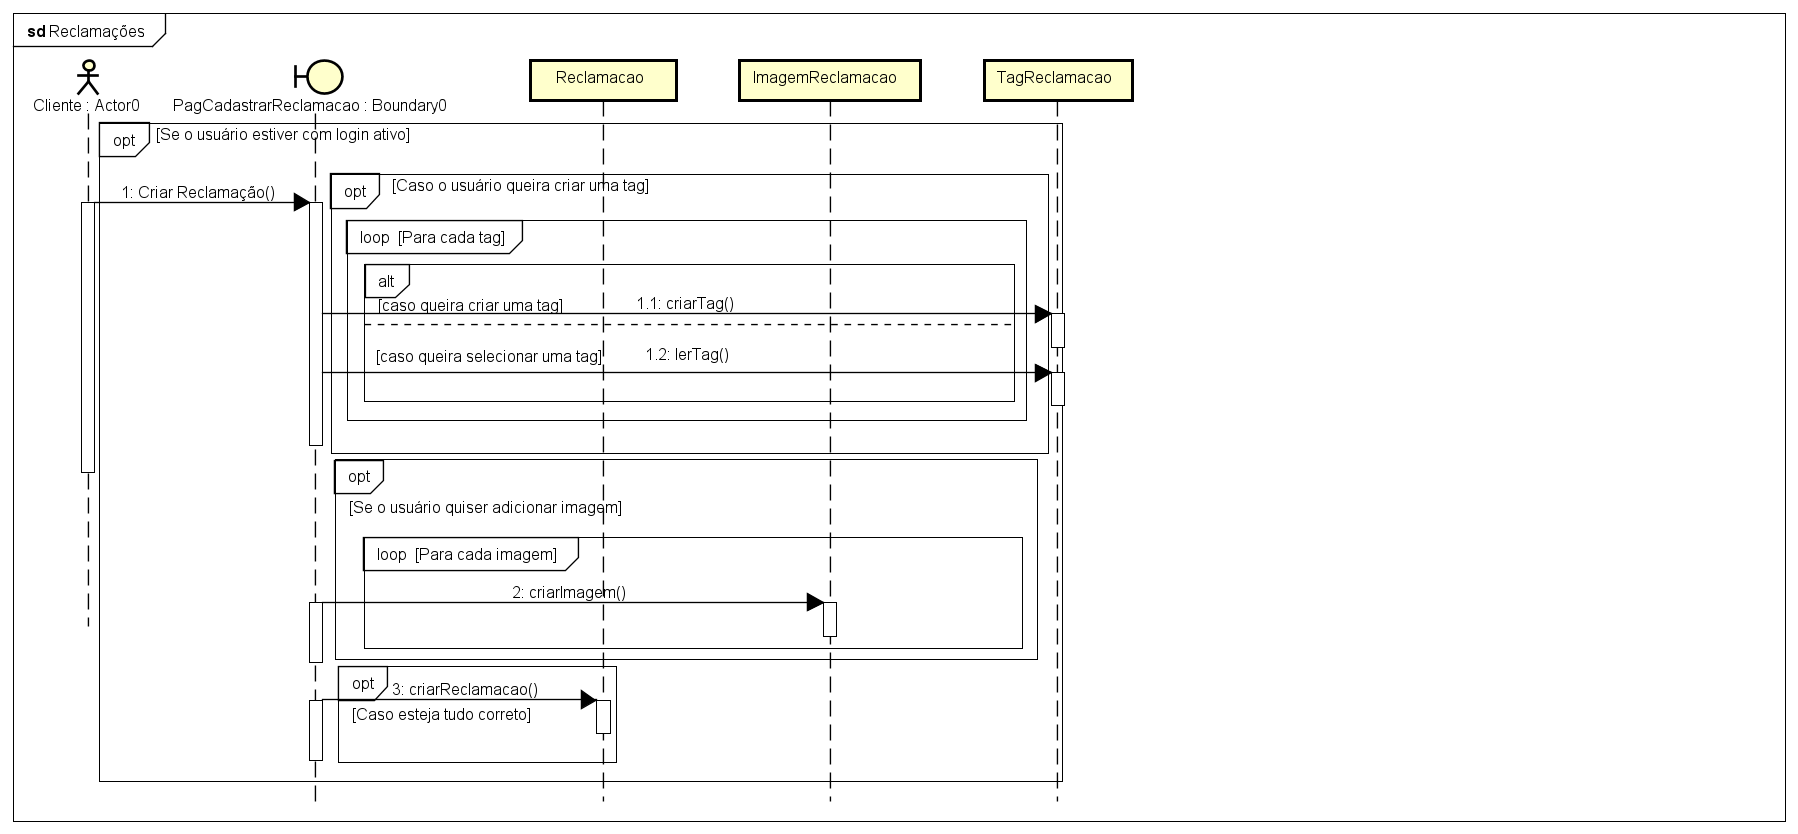 sd Reclamações
Cliente : Actor0
PagCadastrarReclamacao : Boundary0
Reclamacao
ImagemReclamacao
TagReclamacao
opt [Se o usuário estiver com login ativo]
1: Criar Reclamação()
opt [Caso o usuário queira criar uma tag]
loop [Para cada tag]
alt
[caso queira criar uma tag]
1.1: criarTag()
[caso queira selecionar uma tag]
1.2: lerTag()
opt
[Se o usuário quiser adicionar imagem]
loop [Para cada imagem]
2: criarImagem()
opt
3: criarReclamacao()
[Caso esteja tudo correto]